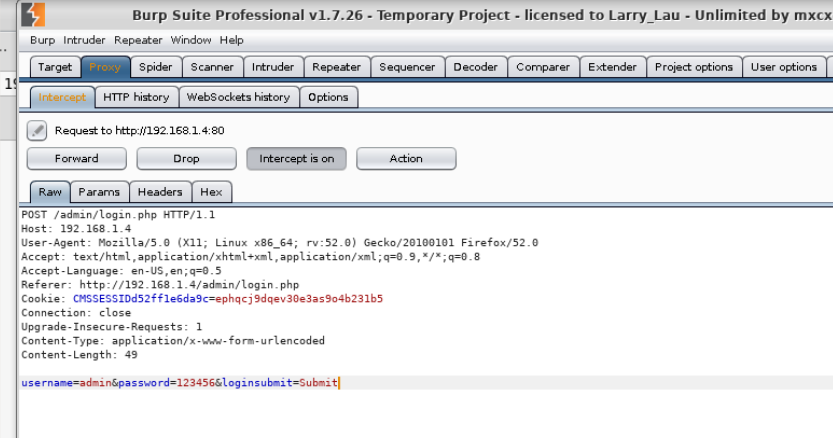 Burp Suite Professional v1.7.26 - Temporary Project - licensed to Larry_Lau - Unlimited by mxcx
Burp Intruder Repeater Window Help
Target Proxy Spider Scanner Intruder Repeater Sequencer Decoder Comparer Extender Project options User options
Intercept HTTP history WebSockets history Options
Request to http://192.168.1.4:80
Forward Drop Intercept is on Action
Raw Params Headers Hex
POST /admin/login.php HTTP/1.1
Host: 192.168.1.4
User-Agent: Mozilla/5.0 (X11; Linux x86_64; rv:52.0) Gecko/20100101 Firefox/52.0
Accept: text/html,application/xhtml+xml,application/xml;q=0.9,*/*;q=0.8
Accept-Language: en-US,en;q=0.5
Referer: http://192.168.1.4/admin/login.php
Cookie: CMSSESSIDd52ff1e6da9c=ephqcj9dqev30e3as9o4b231b5
Connection: close
Upgrade-Insecure-Requests: 1
Content-Type: application/x-www-form-urlencoded
Content-Length: 49
username=admin&password=123456&loginsubmit=Submit